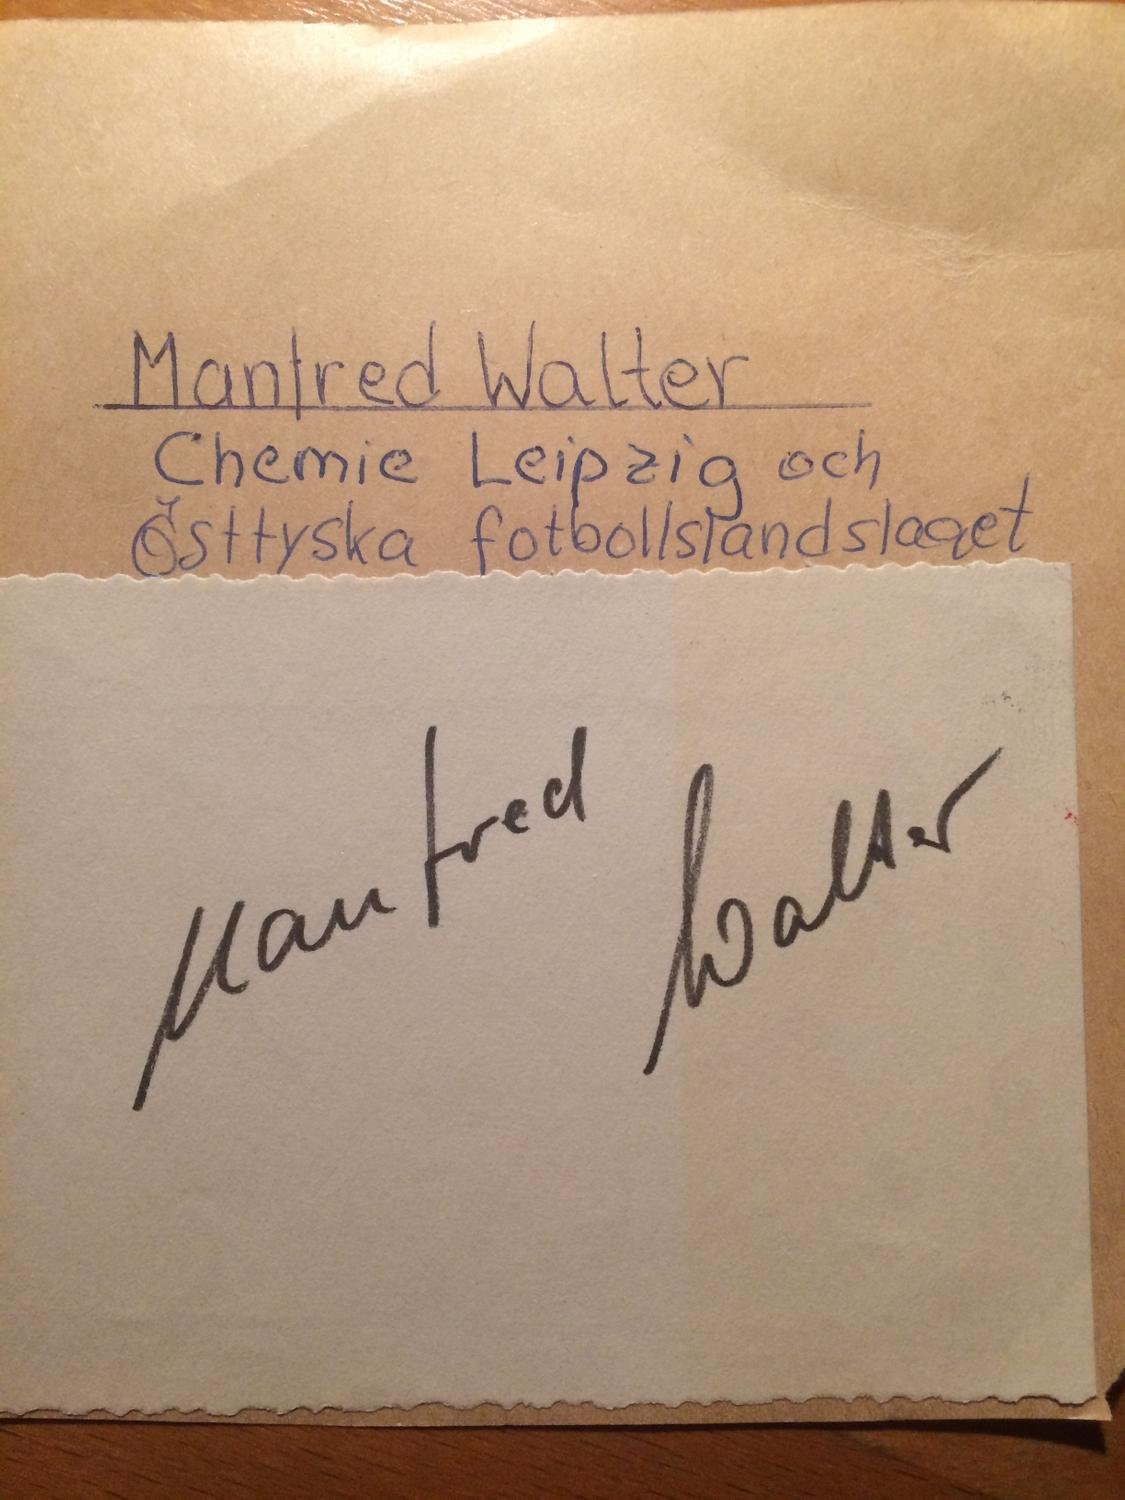 Manfred Walter
Chemie Leipzig och
Östtyska fotbollslandslaget
Manfred Walter